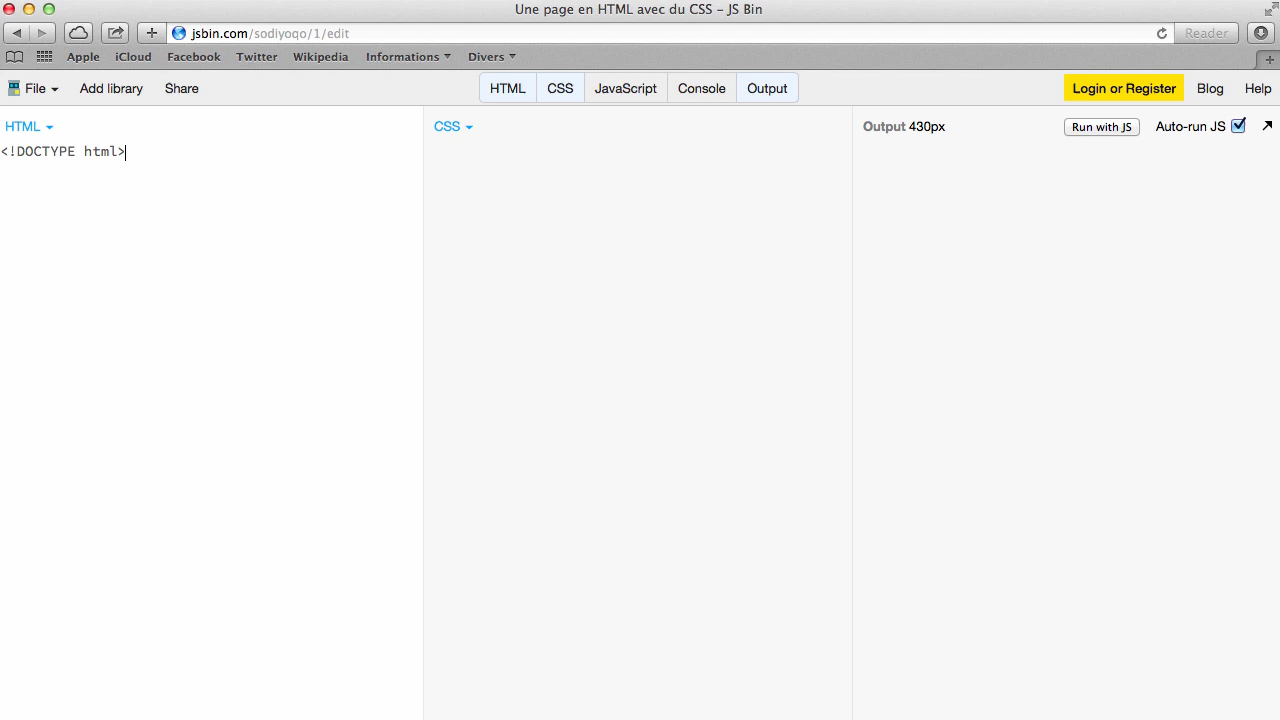 Une page en HTML avec du CSS – JS Bin
jsbin.com/sodiyoqo/1/edit
Reader
Apple iCloud Facebook Twitter Wikipedia Informations Divers
File Add library Share HTML CSS JavaScript Console Output Login or Register Blog Help
HTML CSS Output 430px Run with JS Auto-run JS
<!DOCTYPE html>